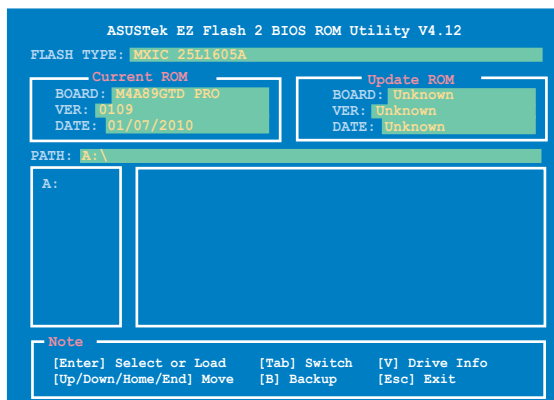 ASUSTek EZ Flash 2 BIOS ROM Utility V4.12
FLASH TYPE: MXIC 25L1605A
Current ROM
BOARD: M4A89GTD PRO
VER: 0109
DATE: 01/07/2010
Update ROM
BOARD: Unknown
VER: Unknown
DATE: Unknown
PATH: A:\
A:
Note
[Enter] Select or Load [Tab] Switch [V] Drive Info
[Up/Down/Home/End] Move [B] Backup [Esc] Exit